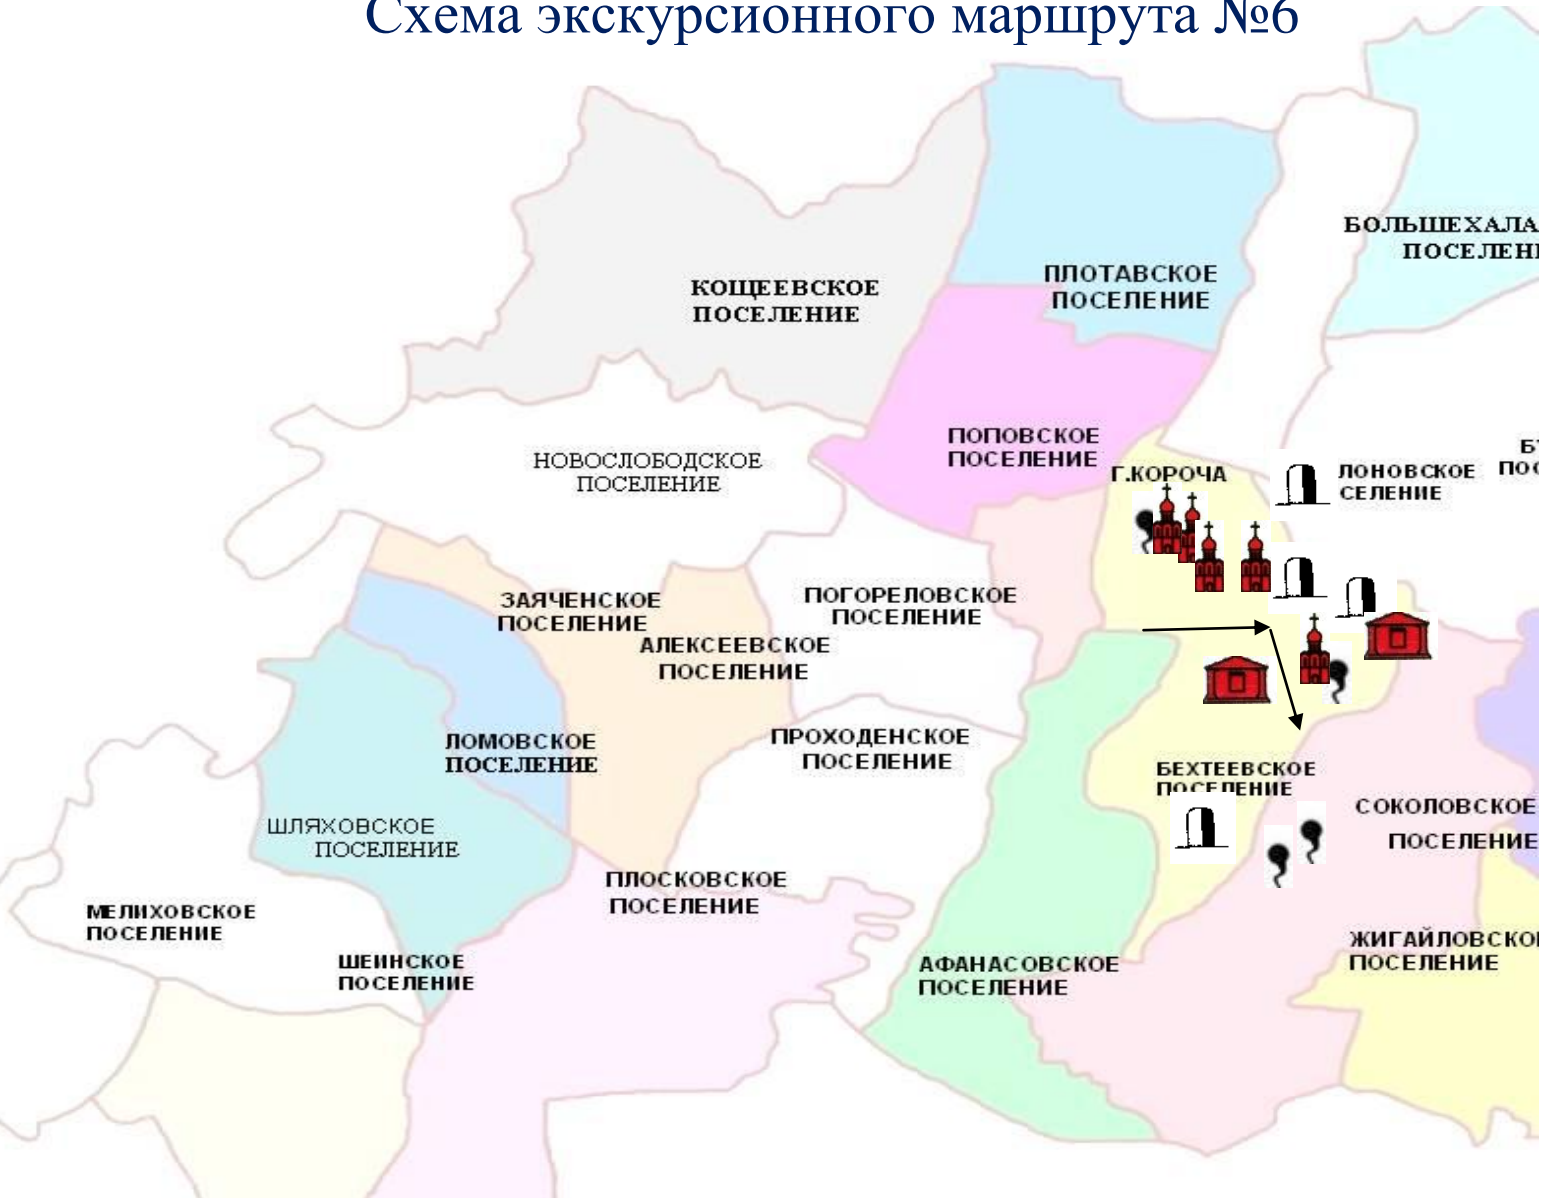 Схема экскурсионного маршрута №6
БОЛЬШЕХАЛА
ПОСЕЛЕН
ПЛОТАВСКОЕ
ПОСЕЛЕНИЕ
КОЩЕЕВСКОЕ
ПОСЕЛЕНИЕ
ПОПОВСКОЕ
ПОСЕЛЕНИЕ
Г.КОРОЧА
ЛОНОВСКОЕ
СЕЛЕНИЕ
Б
ПОС
НОВОСЛОБОДСКОЕ
ПОСЕЛЕНИЕ
ЗАЯЧЕНСКОЕ
ПОСЕЛЕНИЕ
ПОГОРЕЛОВСКОЕ
ПОСЕЛЕНИЕ
АЛЕКСЕЕВСКОЕ
ПОСЕЛЕНИЕ
ЛОМОВСКОЕ
ПОСЕЛЕНИЕ
ПРОХОДЕНСКОЕ
ПОСЕЛЕНИЕ
БЕХТЕЕВСКОЕ
ПОСЕЛЕНИЕ
СОКОЛОВСКОЕ
ПОСЕЛЕНИЕ
ШЛЯХОВСКОЕ
ПОСЕЛЕНИЕ
ПЛОСКОВСКОЕ
ПОСЕЛЕНИЕ
МЕЛИХОВСКОЕ
ПОСЕЛЕНИЕ
ШЕИНСКОЕ
ПОСЕЛЕНИЕ
АФАНАСОВСКОЕ
ПОСЕЛЕНИЕ
ЖИГАЙЛОВСКО
ПОСЕЛЕНИЕ